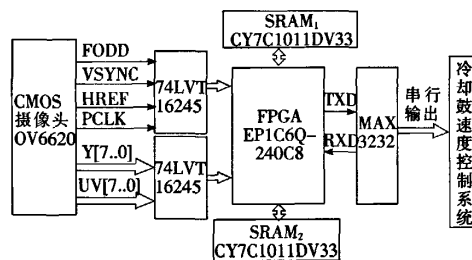 SRAM1
CY7C1011DV33
CMOS
摄像头
OV6620
FODD
VSYNC
HREF
PCLK
Y[7..0]
UV[7..0]
74LVT
16245
74LVT
16245
FPGA
EP1C6Q-
240C8
TXD
RXD
MAX
3232
串行
输出
冷却鼓速度控制系统
SRAM2
CY7C1011DV33